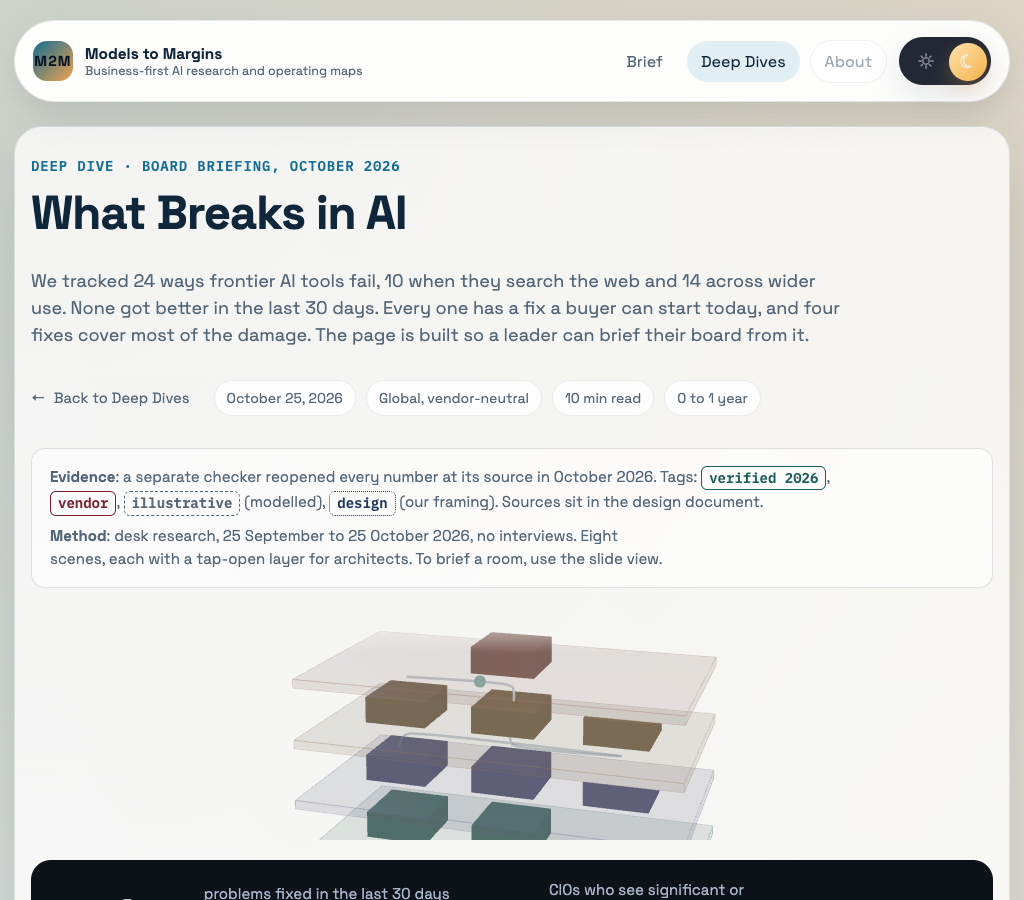 M2M
Models to Margins
Business-first AI research and operating maps
Brief
Deep Dives
About
DEEP DIVE · BOARD BRIEFING, OCTOBER 2026
What Breaks in AI
We tracked 24 ways frontier AI tools fail, 10 when they search the web and 14 across wider
use. None got better in the last 30 days. Every one has a fix a buyer can start today, and four
fixes cover most of the damage. The page is built so a leader can brief their board from it.
← Back to Deep Dives
October 25, 2026
Global, vendor-neutral
10 min read
0 to 1 year
Evidence: a separate checker reopened every number at its source in October 2026. Tags: verified 2026,
vendor, illustrative (modelled), design (our framing). Sources sit in the design document.
Method: desk research, 25 September to 25 October 2026, no interviews. Eight
scenes, each with a tap-open layer for architects. To brief a room, use the slide view.
problems fixed in the last 30 days
CIOs who see significant or